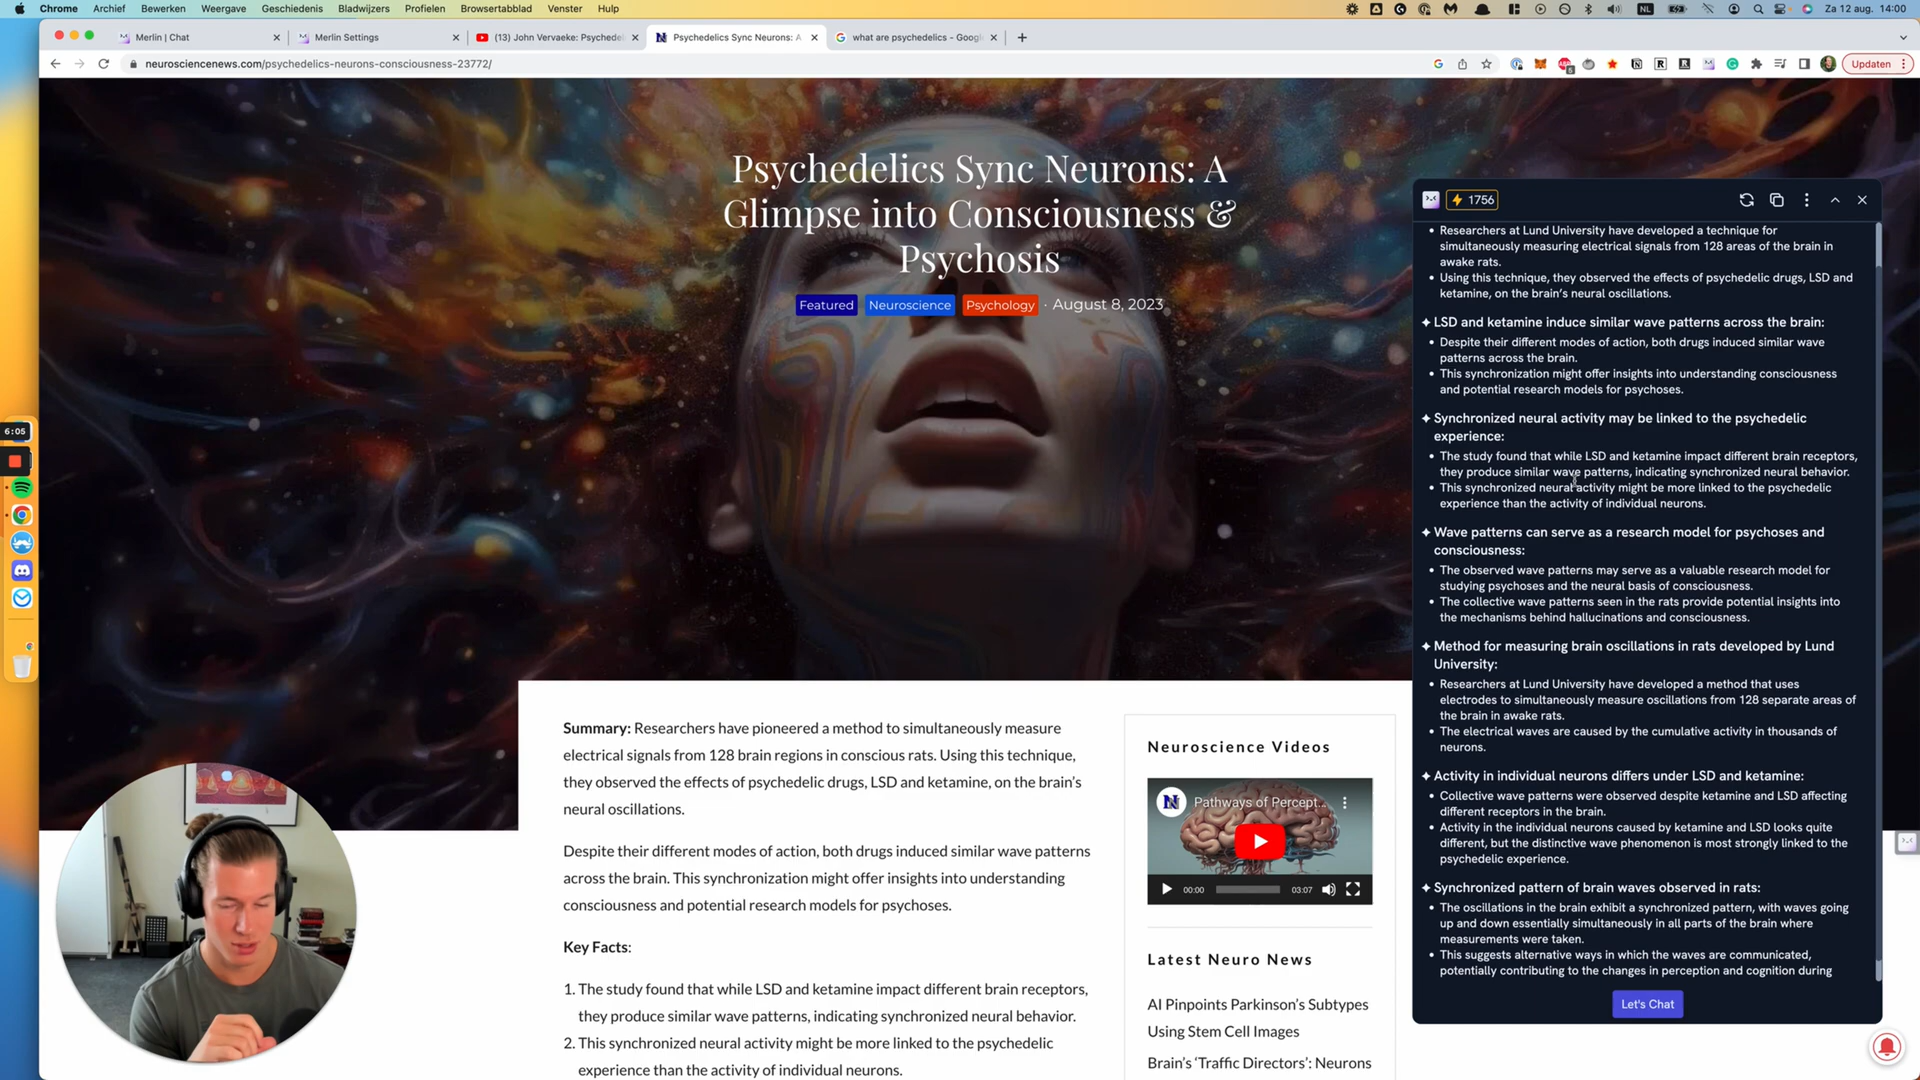 Chrome Archief Bewerken Weergave Geschiedenis Bladwijzers Profielen Browsertabblad Venster Hulp
NL
Za 12 aug. 14:00
Merlin | Chat
Merlin Settings
(13) John Vervaeke: Psychedel
Psychedelics Sync Neurons: A
what are psychedelics - Googl
neurosciencenews.com/psychedelics-neurons-consciousness-23772/
Updaten
Psychedelics Sync Neurons: A
Glimpse into Consciousness &
Psychosis
Featured Neuroscience Psychology · August 8, 2023
6:05
Summary: Researchers have pioneered a method to simultaneously measure
electrical signals from 128 brain regions in conscious rats. Using this technique,
they observed the effects of psychedelic drugs, LSD and ketamine, on the brain's
neural oscillations.
Despite their different modes of action, both drugs induced similar wave patterns
across the brain. This synchronization might offer insights into understanding
consciousness and potential research models for psychoses.
Key Facts:
1. The study found that while LSD and ketamine impact different brain receptors,
they produce similar wave patterns, indicating synchronized neural behavior.
2. This synchronized neural activity might be more linked to the psychedelic
experience than the activity of individual neurons.
Neuroscience Videos
Pathways of Percept...
00:00
03:07
Latest Neuro News
AI Pinpoints Parkinson's Subtypes
Using Stem Cell Images
Brain's 'Traffic Directors': Neurons
1756
• Researchers at Lund University have developed a technique for
simultaneously measuring electrical signals from 128 areas of the brain in
awake rats.
• Using this technique, they observed the effects of psychedelic drugs, LSD and
ketamine, on the brain's neural oscillations.
✦ LSD and ketamine induce similar wave patterns across the brain:
• Despite their different modes of action, both drugs induced similar wave
patterns across the brain.
• This synchronization might offer insights into understanding consciousness
and potential research models for psychoses.
✦ Synchronized neural activity may be linked to the psychedelic
experience:
• The study found that while LSD and ketamine impact different brain receptors,
they produce similar wave patterns, indicating synchronized neural behavior.
• This synchronized neural activity might be more linked to the psychedelic
experience than the activity of individual neurons.
✦ Wave patterns can serve as a research model for psychoses and
consciousness:
• The observed wave patterns may serve as a valuable research model for
studying psychoses and the neural basis of consciousness.
• The collective wave patterns seen in the rats provide potential insights into
the mechanisms behind hallucinations and consciousness.
✦ Method for measuring brain oscillations in rats developed by Lund
University:
• Researchers at Lund University have developed a method that uses
electrodes to simultaneously measure oscillations from 128 separate areas of
the brain in awake rats.
• The electrical waves are caused by the cumulative activity in thousands of
neurons.
✦ Activity in individual neurons differs under LSD and ketamine:
• Collective wave patterns were observed despite ketamine and LSD affecting
different receptors in the brain.
• Activity in the individual neurons caused by ketamine and LSD looks quite
different, but the distinctive wave phenomenon is most strongly linked to the
psychedelic experience.
✦ Synchronized pattern of brain waves observed in rats:
• The oscillations in the brain exhibit a synchronized pattern, with waves going
up and down essentially simultaneously in all parts of the brain where
measurements were taken.
• This suggests alternative ways in which the waves are communicated,
potentially contributing to the changes in perception and cognition during
Let's Chat